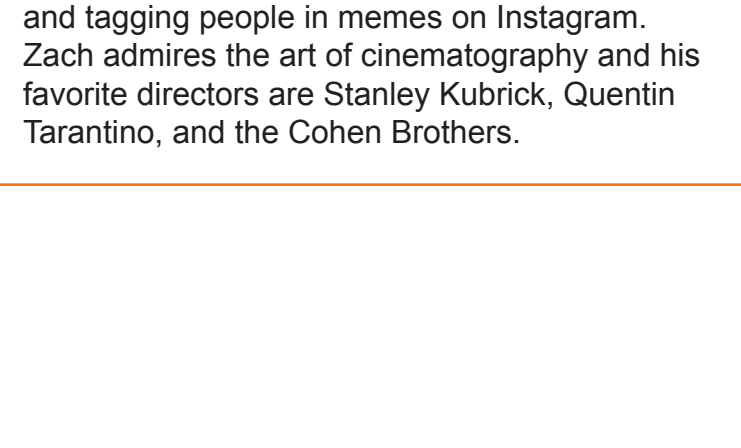 and tagging people in memes on Instagram.
Zach admires the art of cinematography and his
favorite directors are Stanley Kubrick, Quentin
Tarantino, and the Cohen Brothers.